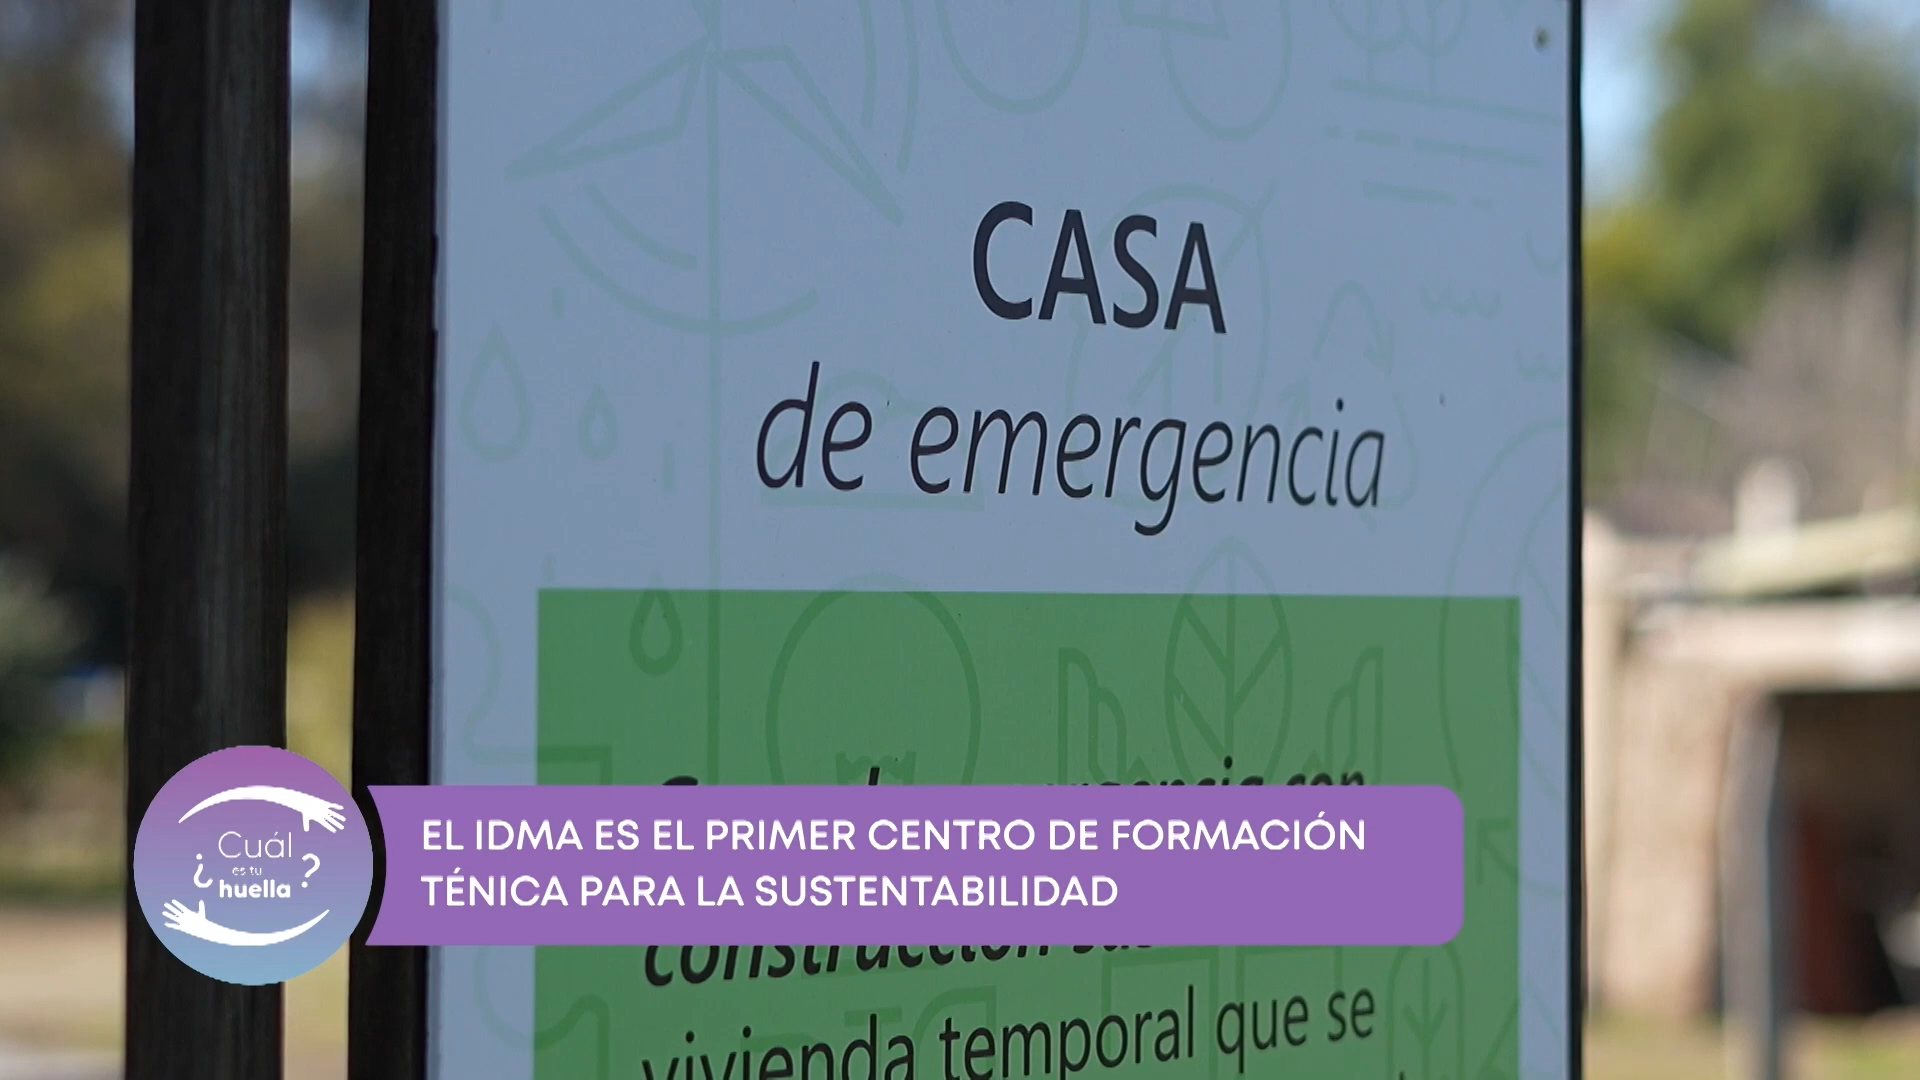 CASA
de emergencia
EL IDMA ES EL PRIMER CENTRO DE FORMACIÓN
TÉNICA PARA LA SUSTENTABILIDAD
¿Cuál
es tu
huella?
construcción
vivienda temporal que se